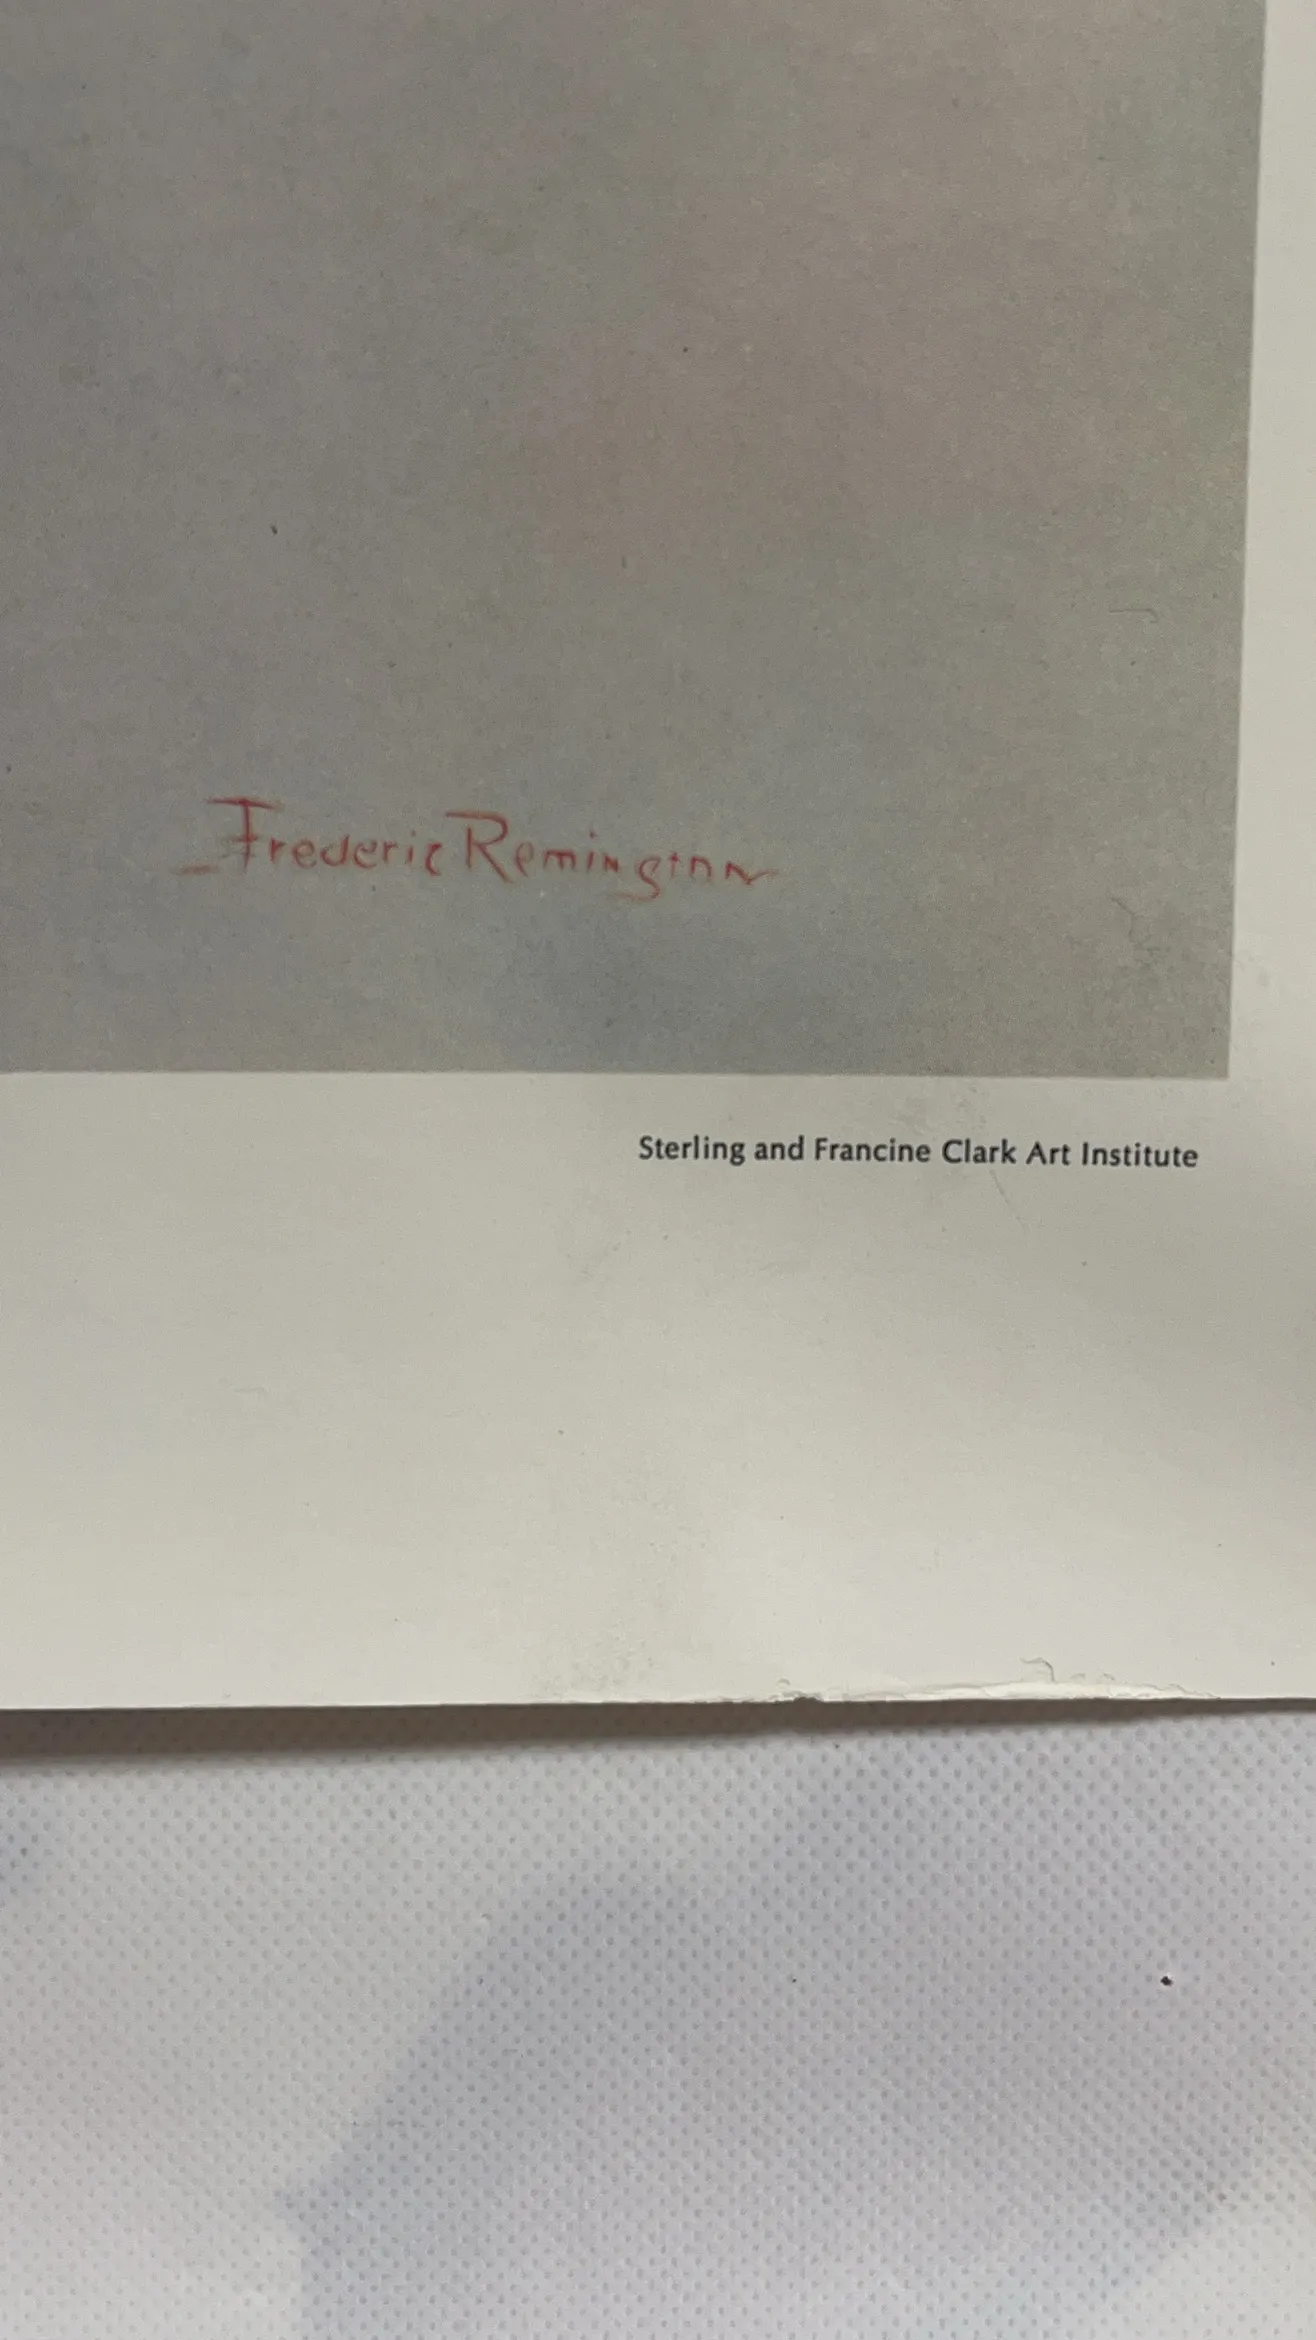 Frederic Remington
Sterling and Francine Clark Art Institute